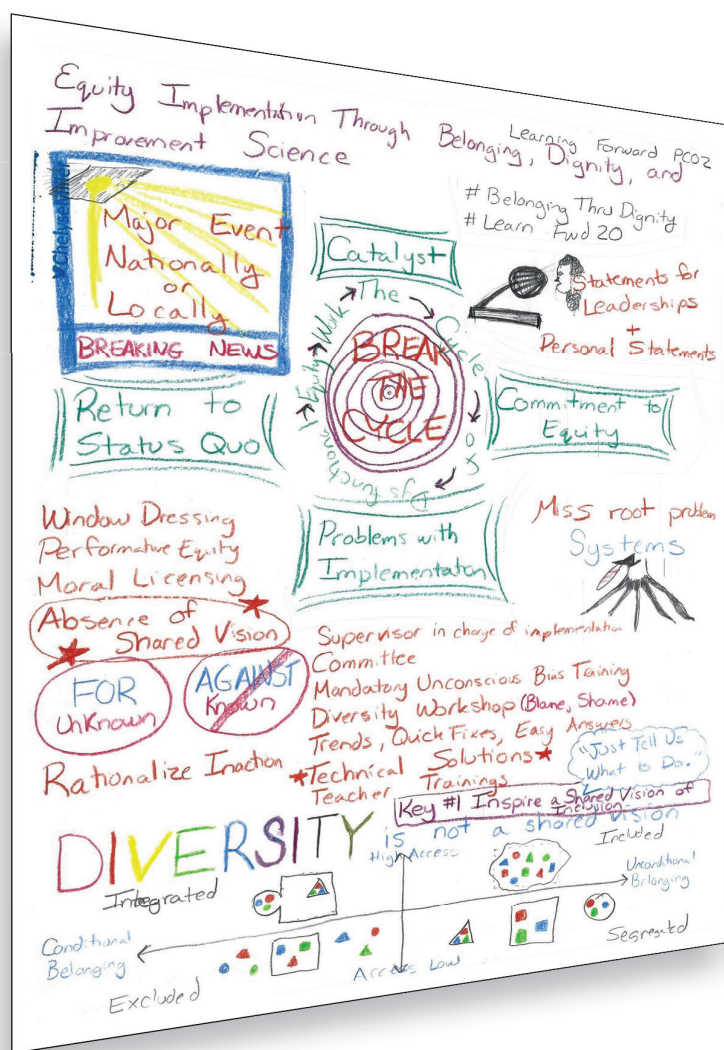 Equity Implementation Through Belonging, Dignity, and
Improvement Science
Learning Forward PC02
# Belonging Thru Dignity
# Learn Fwd 20
Major Event
Nationally
or
Locally
BREAKING NEWS
Catalyst
The Cycle of Dysfunctional Equity Work
BREAK
THE
CYCLE
Statements for
Leaderships
+
Personal Statements
Return to
Status Quo
Commitment to
Equity
Problems with
Implementation
Miss root problem
Systems
Window Dressing
Performative Equity
Moral Licensing
Absence of
Shared Vision
FOR
UnKnown
AGAINST
Known
Rationalize Inaction
Supervisor in charge of implementation
Committee
Mandatory Unconscious Bias Training
Diversity Workshop (Blame, Shame)
Trends, Quick Fixes, Easy Answers
Technical Solutions
Teacher Trainings
"Just Tell Us
What to Do."
Key #1 Inspire a Shared Vision of
Inclusion
DIVERSITY is not a shared vision
High Access
Included
Integrated
Unconditional
Belonging
Conditional
Belonging
Access Low
Segregated
Excluded